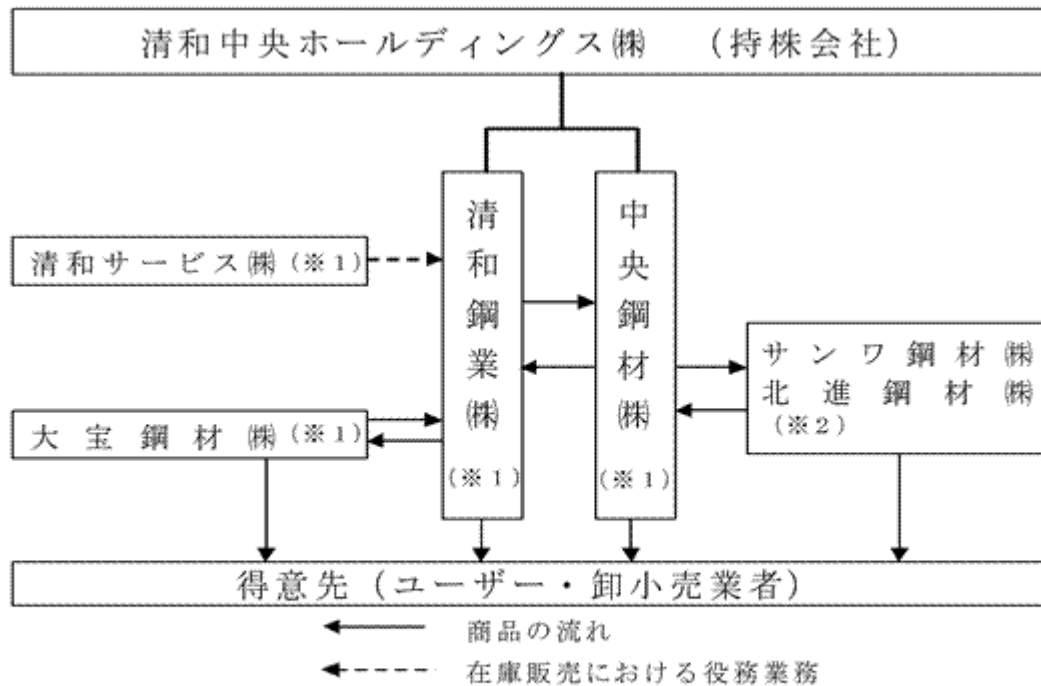 清和中央ホールディングス㈱　（持株会社）
清和鋼業㈱
（※１）
中央鋼材㈱
（※１）
清和サービス㈱（※１）
大宝鋼材㈱（※１）
サンワ鋼材㈱
北進鋼材㈱
（※２）
得意先（ユーザー・卸小売業者）
商品の流れ
在庫販売における役務業務